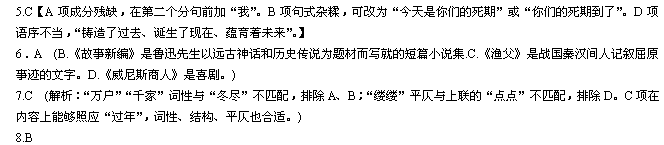 5.C【A 项成分残缺，在第二个分句前加“我”。B 项句式杂糅，可改为“今天是你们的死期”或“你们的死期到了”。D 项
语序不当，“铸造了过去、诞生了现在、蕴育着未来”。】
6．A （B.《故事新编》是鲁迅先生以远古神话和历史传说为题材而写就的短篇小说集.C.《渔父》是战国秦汉间人记叙屈原
事迹的文字。D.《威尼斯商人》是喜剧。)
7.C (解析：“万户”“千家”词性与“冬尽”不匹配，排除 A、B；“缕缕”平仄与上联的“点点”不匹配，排除 D。C 项在
内容上能够照应“过年”，词性、结构、平仄也合适。)
8.B